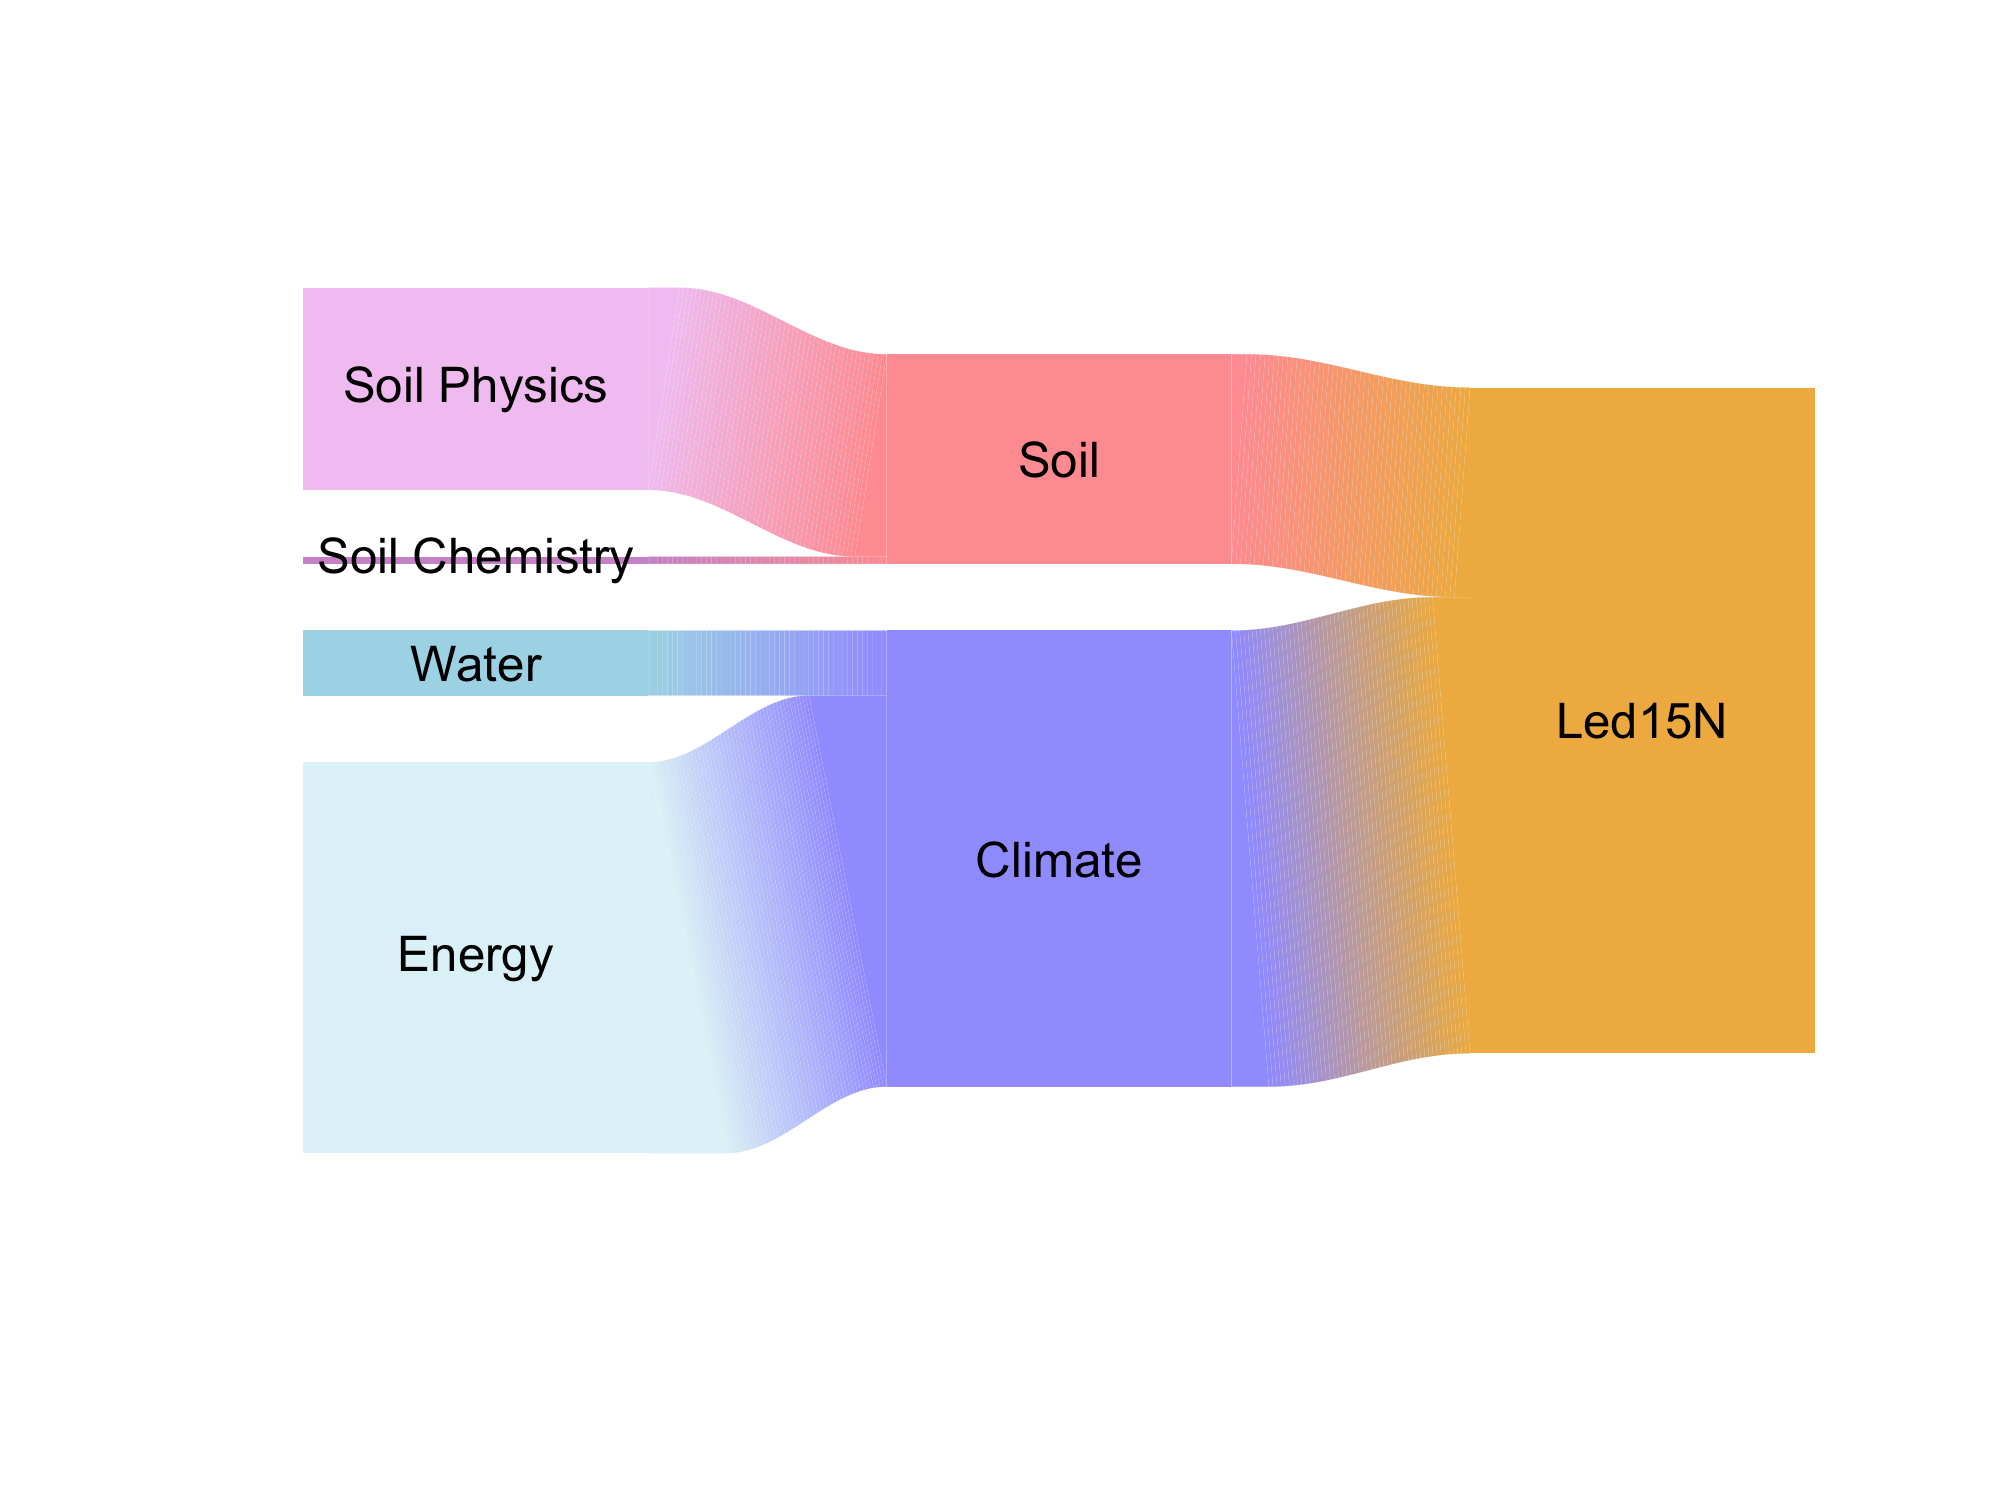 Soil Physics
Soil Chemistry
Water
Energy
Soil
Climate
Led15N